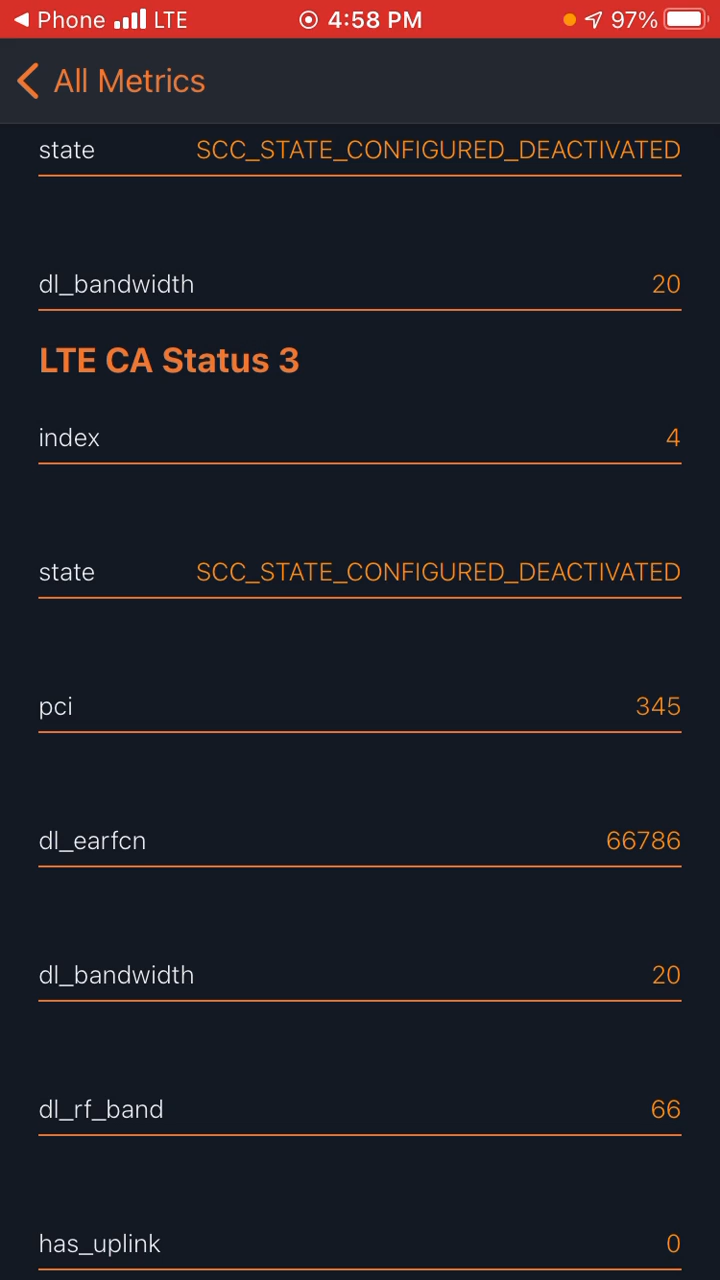 Phone LTE 4:58 PM 97%
All Metrics
state SCC_STATE_CONFIGURED_DEACTIVATED
dl_bandwidth 20
LTE CA Status 3
index 4
state SCC_STATE_CONFIGURED_DEACTIVATED
pci 345
dl_earfcn 66786
dl_bandwidth 20
dl_rf_band 66
has_uplink 0